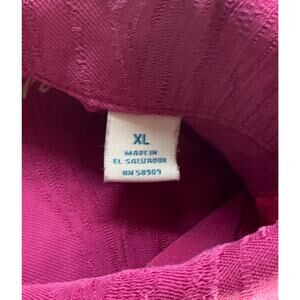 XL
MADE IN
EL SALVADOR
RN 58909